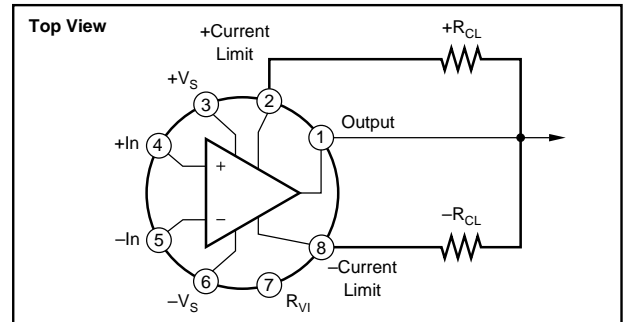 Top View
+Current
Limit
+R_CL
+V_S
3
2
1
Output
4
+In
+
–
–In
5
–R_CL
8
–Current
Limit
6
–V_S
7
R_VI